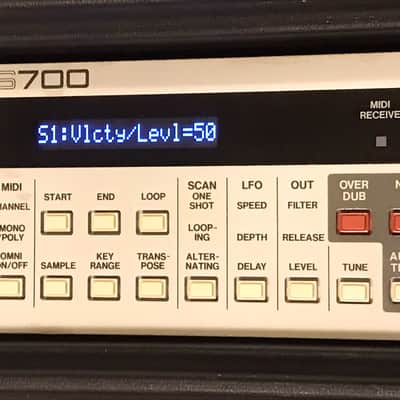 S700
S1:Vlcty/Levl=50
MIDI
RECEIVE
MIDI
CHANNEL
MONO
/POLY
OMNI
ON/OFF
START
END
LOOP
SAMPLE
KEY
RANGE
TRANS-
POSE
SCAN
ONE
SHOT
LOOP-
ING
ALTER-
NATING
LFO
SPEED
DEPTH
DELAY
OUT
FILTER
RELEASE
LEVEL
OVER
DUB
TUNE